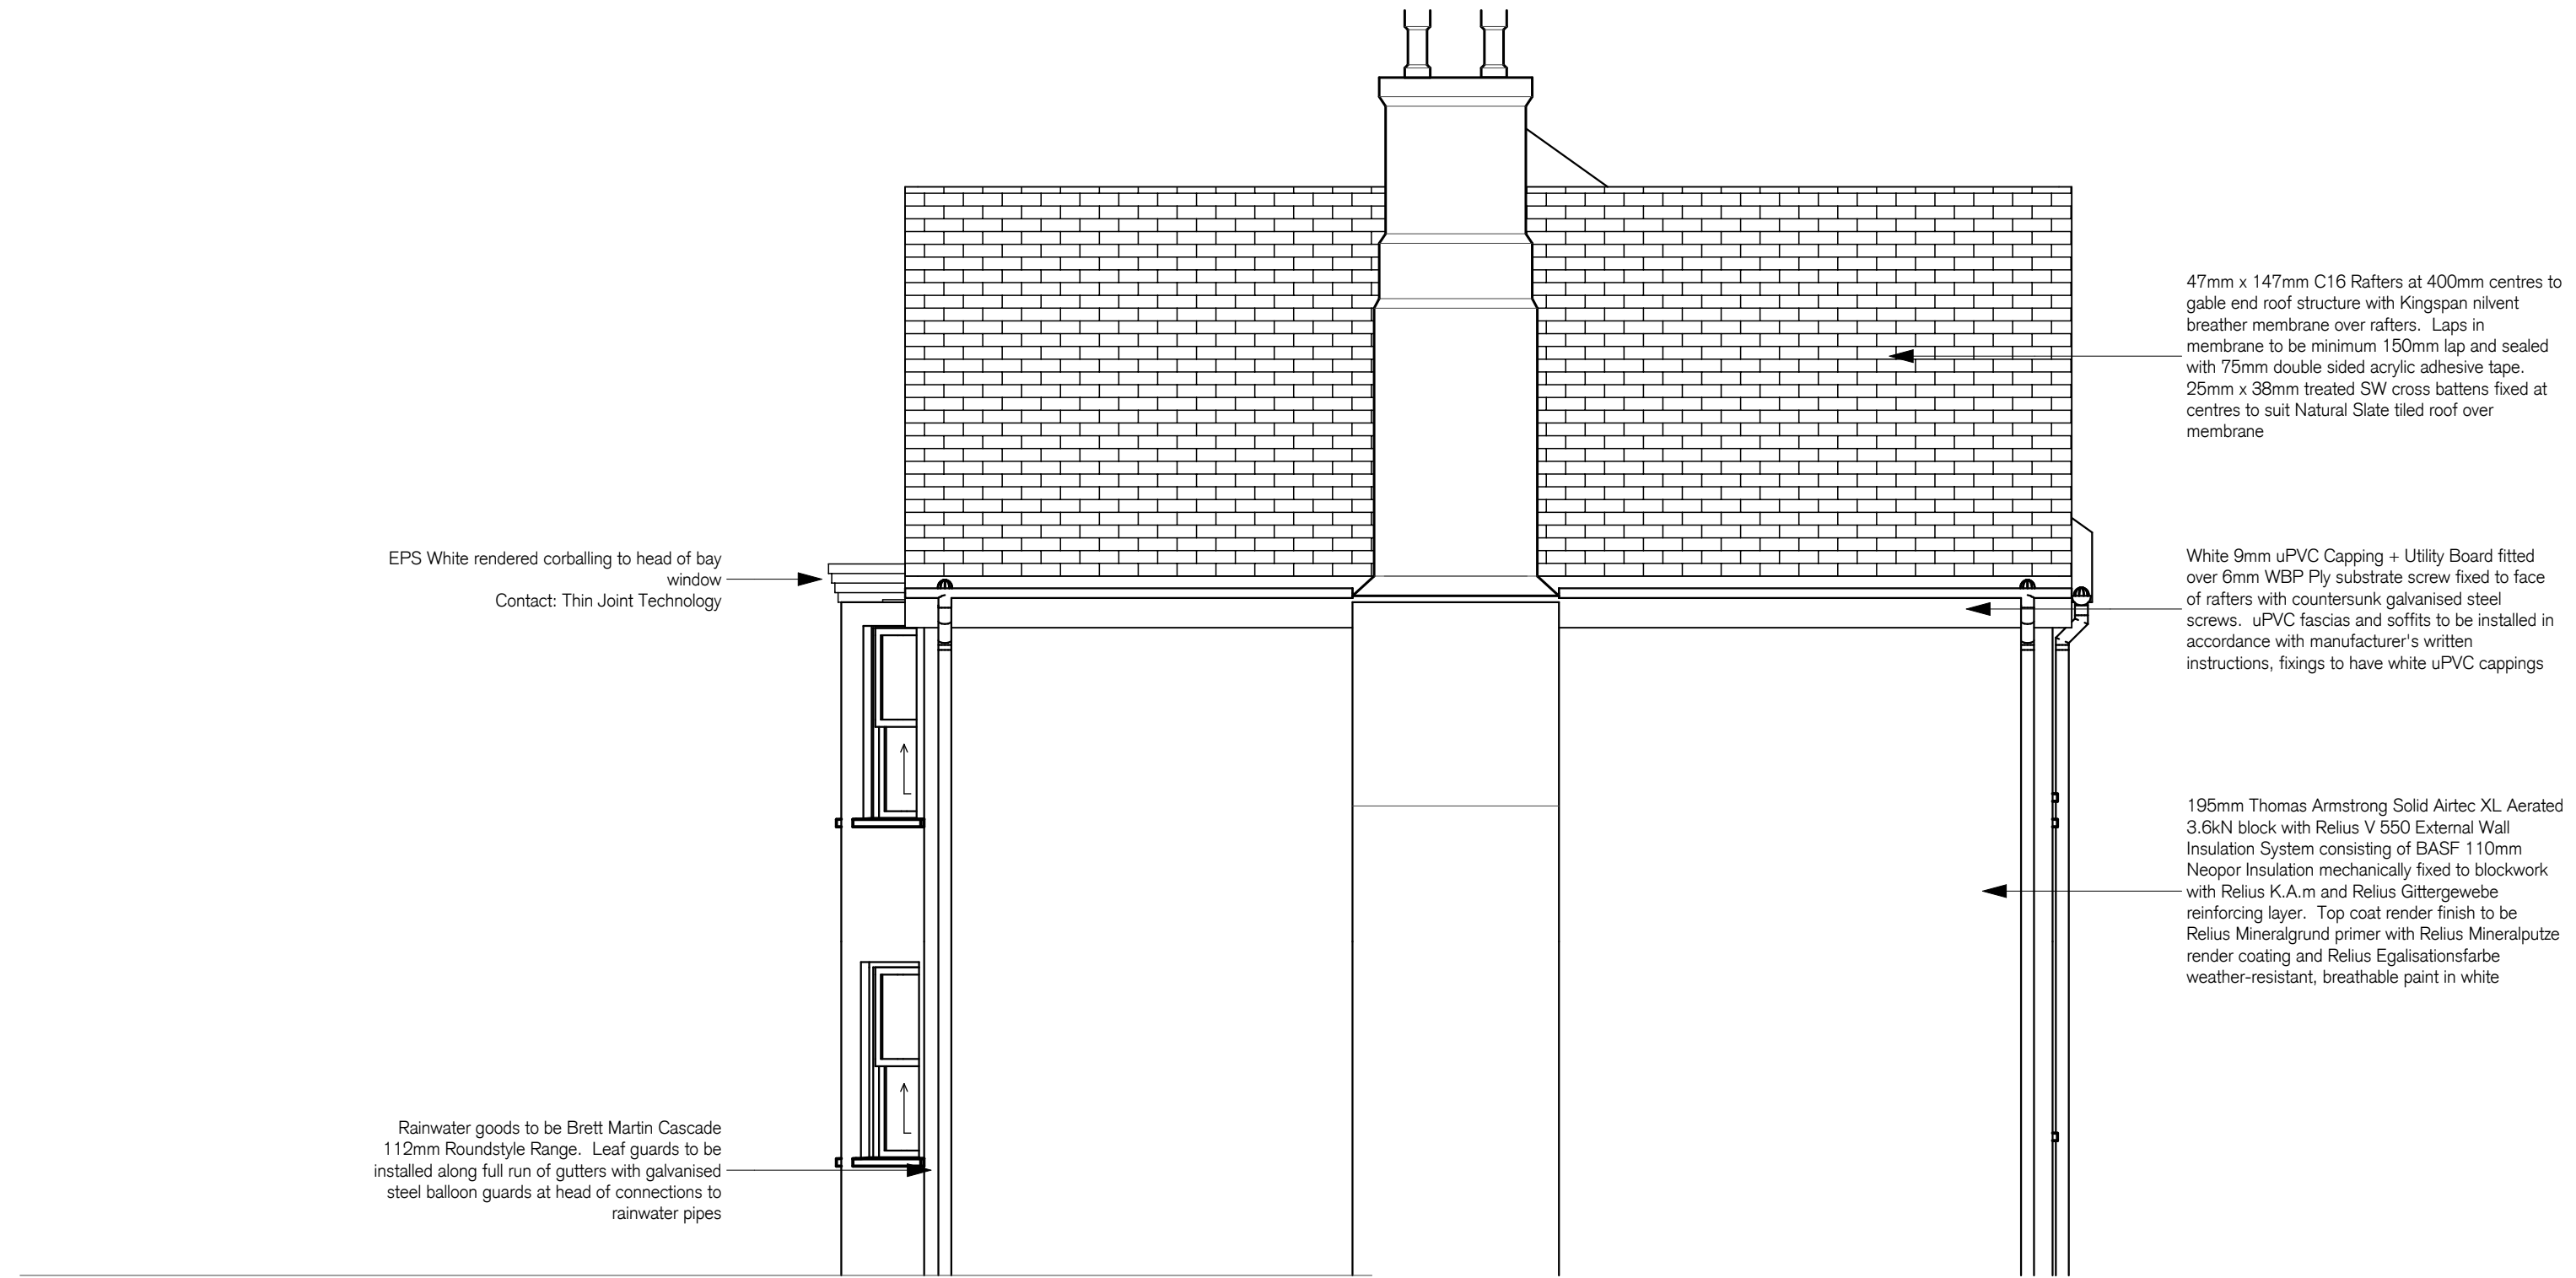 47mm x 147mm C16 Rafters at 400mm centres to
gable end roof structure with Kingspan nilvent
breather membrane over rafters.  Laps in
membrane to be minimum 150mm lap and sealed
with 75mm double sided acrylic adhesive tape.
25mm x 38mm treated SW cross battens fixed at
centres to suit Natural Slate tiled roof over
membrane
EPS White rendered corballing to head of bay
window
Contact: Thin Joint Technology
White 9mm uPVC Capping + Utility Board fitted
over 6mm WBP Ply substrate screw fixed to face
of rafters with countersunk galvanised steel
screws.  uPVC fascias and soffits to be installed in
accordance with manufacturer's written
instructions, fixings to have white uPVC cappings
195mm Thomas Armstrong Solid Airtec XL Aerated
3.6kN block with Relius V 550 External Wall
Insulation System consisting of BASF 110mm
Neopor Insulation mechanically fixed to blockwork
with Relius K.A.m and Relius Gittergewebe
reinforcing layer.  Top coat render finish to be
Relius Mineralgrund primer with Relius Mineralputze
render coating and Relius Egalisationsfarbe
weather-resistant, breathable paint in white
Rainwater goods to be Brett Martin Cascade
112mm Roundstyle Range.  Leaf guards to be
installed along full run of gutters with galvanised
steel balloon guards at head of connections to
rainwater pipes